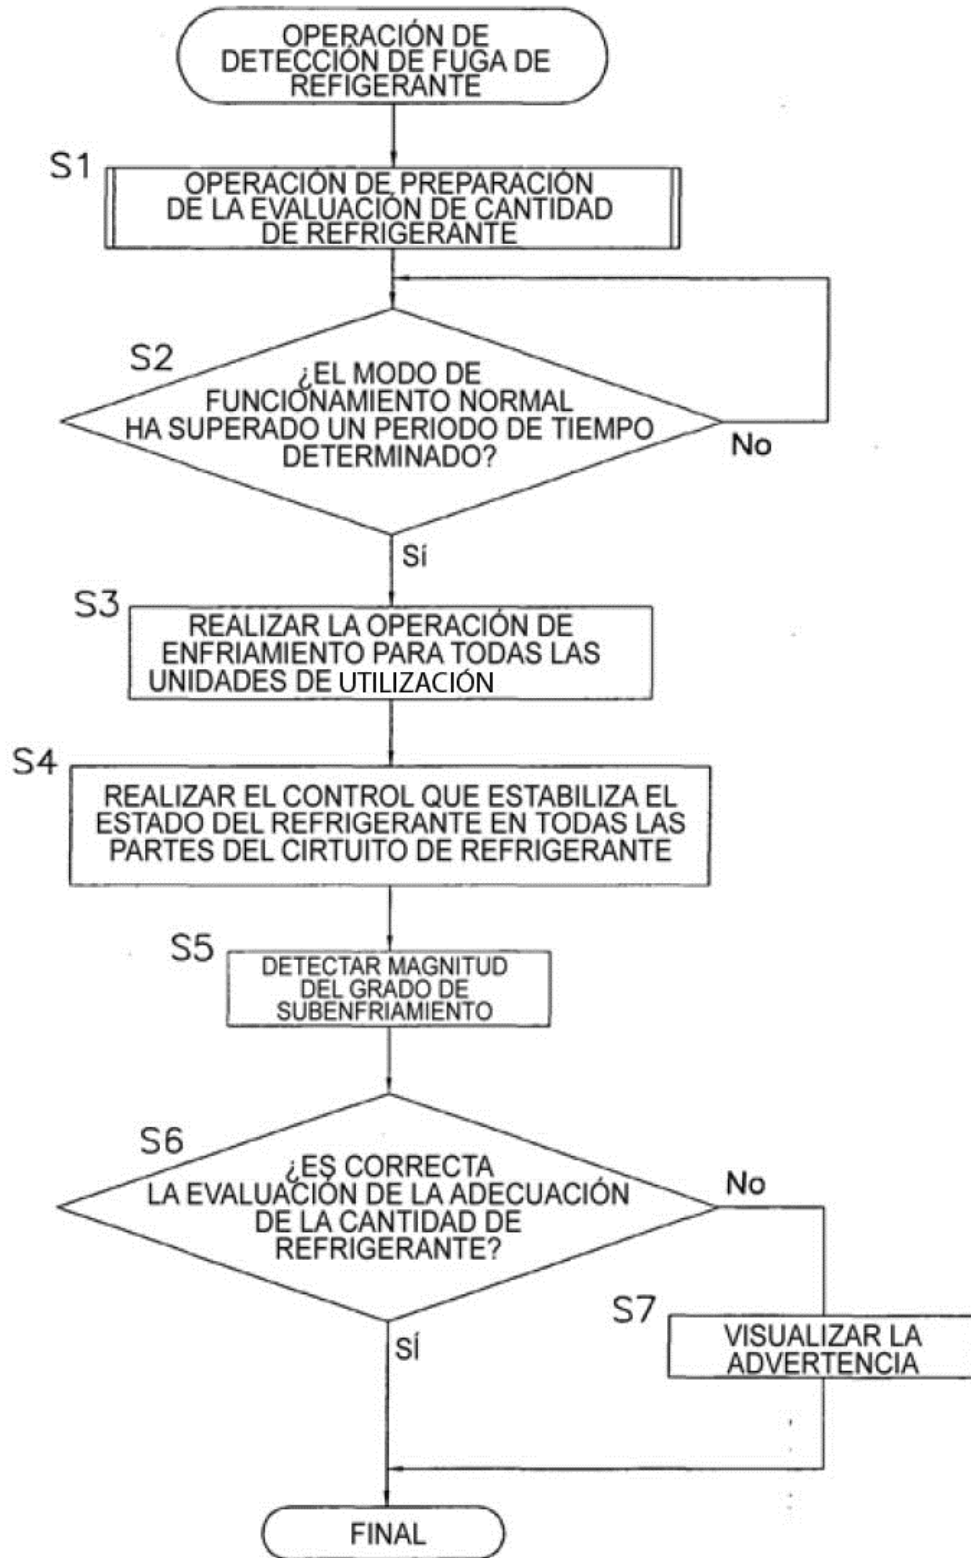 OPERACIÓN DE
DETECCIÓN DE FUGA DE
REFIGERANTE
S1
OPERACIÓN DE PREPARACIÓN
DE LA EVALUACIÓN DE CANTIDAD
DE REFRIGERANTE
S2
¿EL MODO DE
FUNCIONAMIENTO NORMAL
HA SUPERADO UN PERIODO DE TIEMPO
DETERMINADO?
No
Sí
S3
REALIZAR LA OPERACIÓN DE
ENFRIAMIENTO PARA TODAS LAS
UNIDADES DE UTILIZACIÓN
S4
REALIZAR EL CONTROL QUE ESTABILIZA EL
ESTADO DEL REFRIGERANTE EN TODAS LAS
PARTES DEL CIRTUITO DE REFRIGERANTE
S5
DETECTAR MAGNITUD
DEL GRADO DE
SUBENFRIAMIENTO
S6
¿ES CORRECTA
LA EVALUACIÓN DE LA ADECUACIÓN
DE LA CANTIDAD DE
REFRIGERANTE?
No
SÍ
S7
VISUALIZAR LA
ADVERTENCIA
FINAL